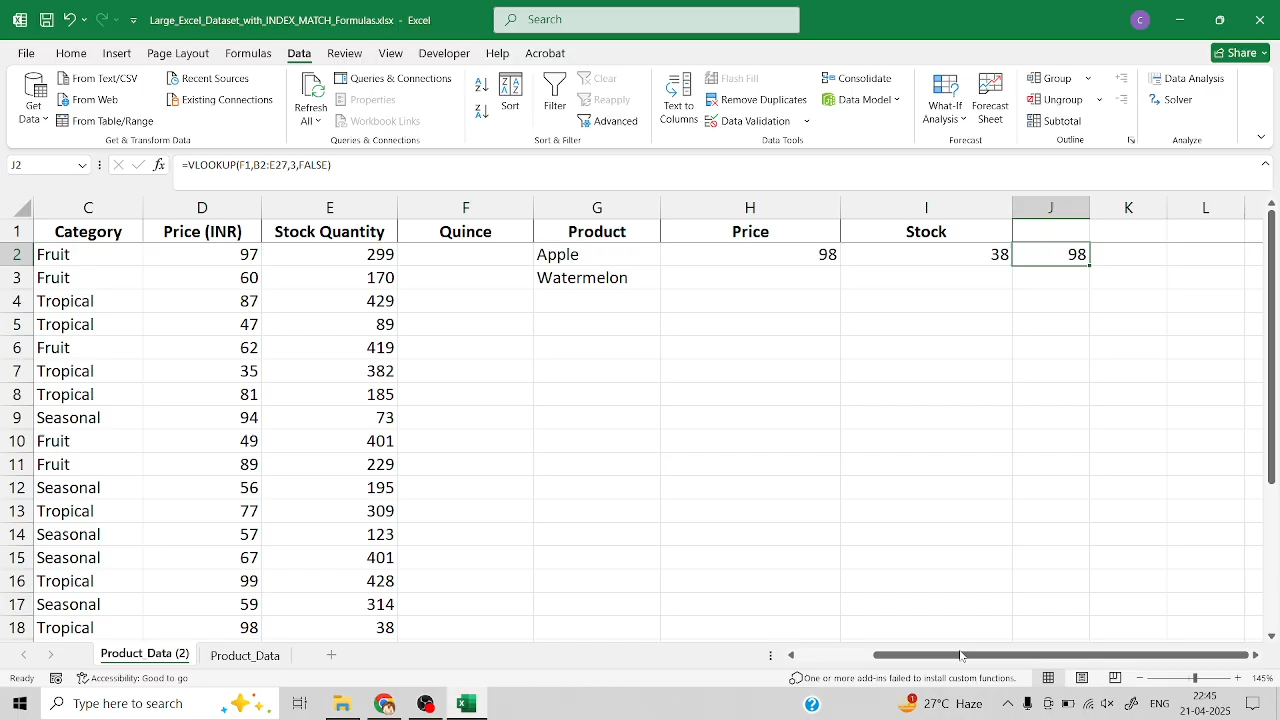 Large_Excel_Dataset_with_INDEX_MATCH_Formulas.xlsx - Excel
Search
C
File Home Insert Page Layout Formulas Data Review View Developer Help Acrobat
Share
Get Data
From Text/CSV
From Web
From Table/Range
Recent Sources
Existing Connections
Get & Transform Data
Refresh All
Queries & Connections
Properties
Workbook Links
Queries & Connections
Sort
Filter
Clear
Reapply
Advanced
Sort & Filter
Text to Columns
Flash Fill
Remove Duplicates
Data Validation
Consolidate
Data Model
Data Tools
What-If Analysis
Forecast Sheet
Forecast
Group
Ungroup
Subtotal
Outline
Data Analysis
Solver
Analyze
J2 fx =VLOOKUP(F1,B2:E27,3,FALSE)
C D E F G H I J K L
1 Category Price (INR) Stock Quantity Quince Product Price Stock
2 Fruit 97 299 Apple 98 38 98
3 Fruit 60 170 Watermelon
4 Tropical 87 429
5 Tropical 47 89
6 Fruit 62 419
7 Tropical 35 382
8 Tropical 81 185
9 Seasonal 94 73
10 Fruit 49 401
11 Fruit 89 229
12 Seasonal 56 195
13 Tropical 77 309
14 Seasonal 57 123
15 Seasonal 67 401
16 Tropical 99 428
17 Seasonal 59 314
18 Tropical 98 38
Product_Data (2) Product_Data
Ready Accessibility: Good to go One or more add-ins failed to install custom functions. 145%
Type here to search 27°C Haze ENG 22:45
21-04-2025